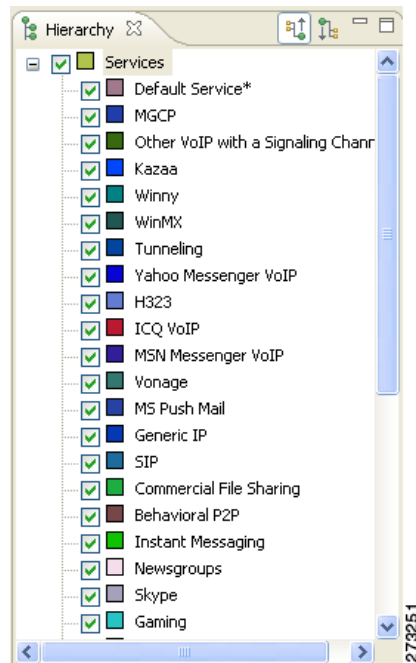 Hierarchy
Services
Default Service*
MGCP
Other VoIP with a Signaling Chanr
Kazaa
Winny
WinMX
Tunneling
Yahoo Messenger VoIP
H323
ICQ VoIP
MSN Messenger VoIP
Vonage
MS Push Mail
Generic IP
SIP
Commercial File Sharing
Behavioral P2P
Instant Messaging
Newsgroups
Skype
Gaming
273251